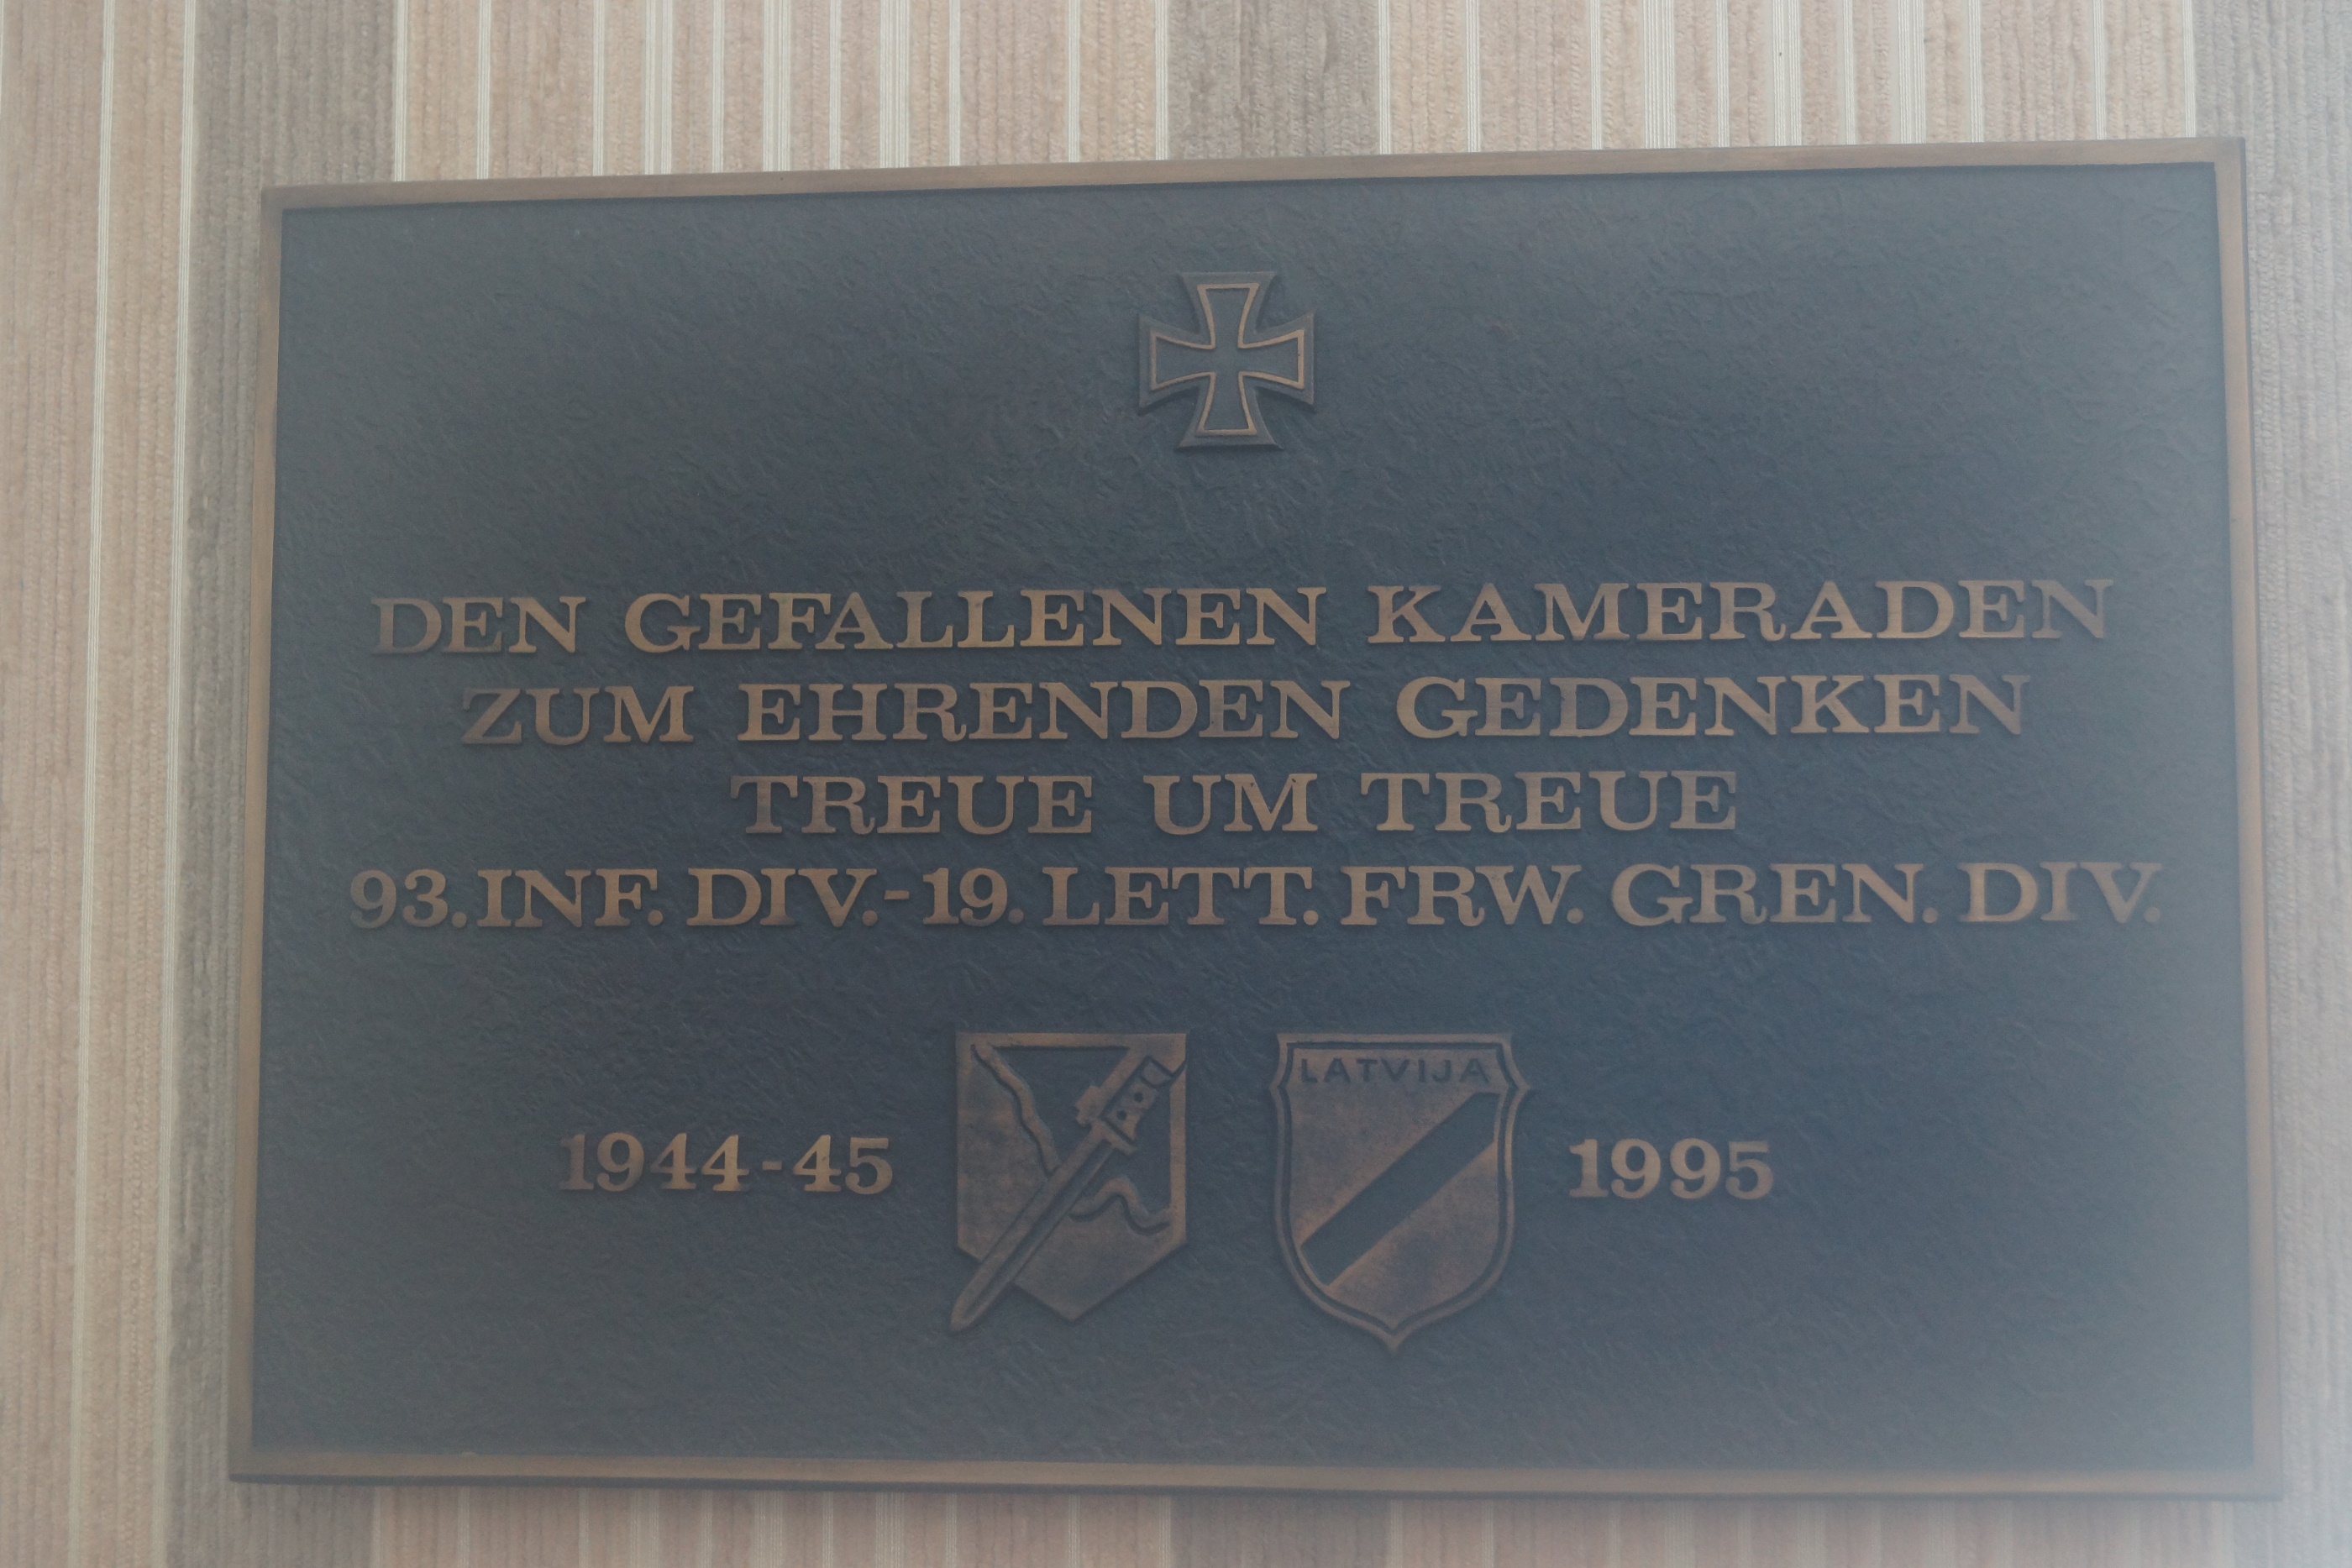 DEN GEFALLENEN KAMERADEN
ZUM EHRENDEN GEDENKEN
TREUE UM TREUE
93. INF. DIV. - 19. LETT. FRW. GREN. DIV.
LATVIJA
1944-45 1995